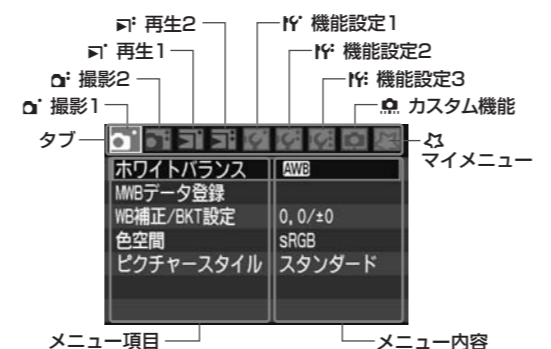 再生2
機能設定1
再生1
機能設定2
撮影2
機能設定3
撮影1
カスタム機能
タブ
マイメニュー
ホワイトバランス AWB
MWBデータ登録
WB補正/BKT設定 0,0/±0
色空間 sRGB
ピクチャースタイル スタンダード
メニュー項目
メニュー内容